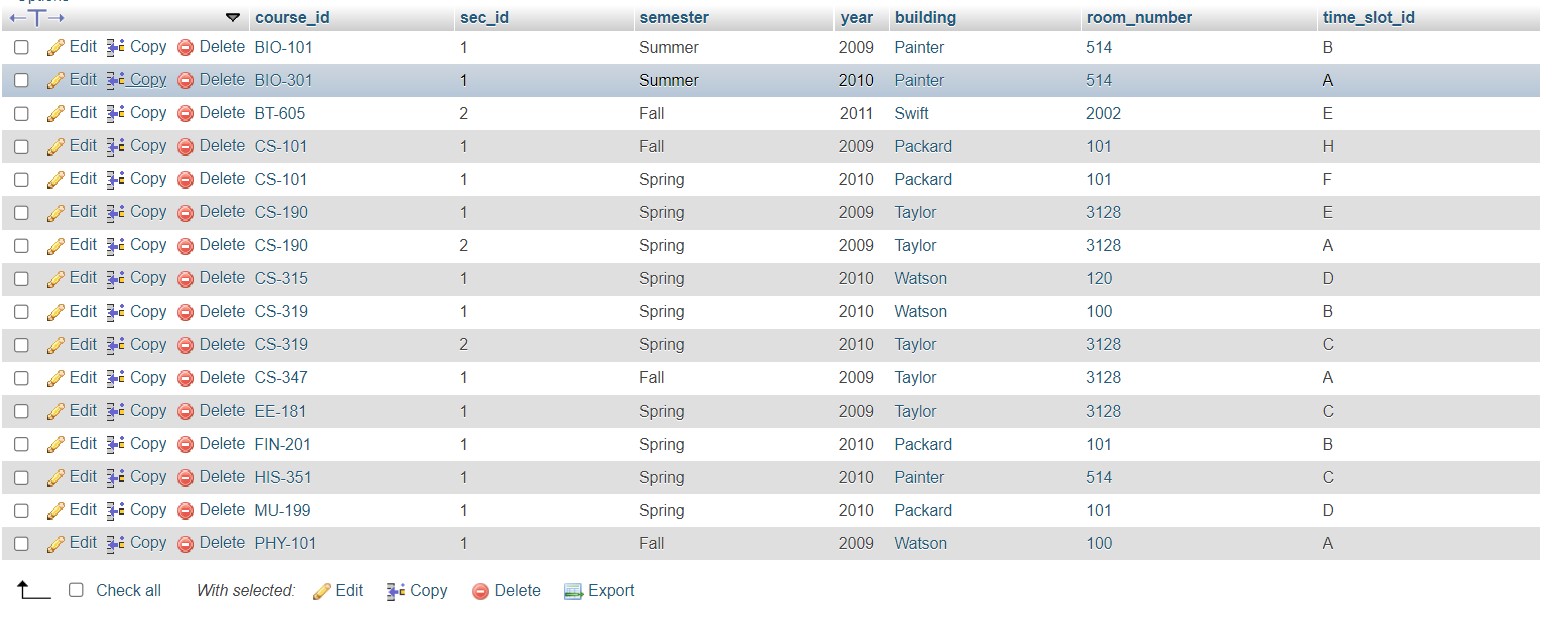 course_id sec_id semester year building room_number time_slot_id
Edit Copy Delete BIO-101 1 Summer 2009 Painter 514 B
Edit Copy Delete BIO-301 1 Summer 2010 Painter 514 A
Edit Copy Delete BT-605 2 Fall 2011 Swift 2002 E
Edit Copy Delete CS-101 1 Fall 2009 Packard 101 H
Edit Copy Delete CS-101 1 Spring 2010 Packard 101 F
Edit Copy Delete CS-190 1 Spring 2009 Taylor 3128 E
Edit Copy Delete CS-190 2 Spring 2009 Taylor 3128 A
Edit Copy Delete CS-315 1 Spring 2010 Watson 120 D
Edit Copy Delete CS-319 1 Spring 2010 Watson 100 B
Edit Copy Delete CS-319 2 Spring 2010 Taylor 3128 C
Edit Copy Delete CS-347 1 Fall 2009 Taylor 3128 A
Edit Copy Delete EE-181 1 Spring 2009 Taylor 3128 C
Edit Copy Delete FIN-201 1 Spring 2010 Packard 101 B
Edit Copy Delete HIS-351 1 Spring 2010 Painter 514 C
Edit Copy Delete MU-199 1 Spring 2010 Packard 101 D
Edit Copy Delete PHY-101 1 Fall 2009 Watson 100 A
Check all With selected: Edit Copy Delete Export